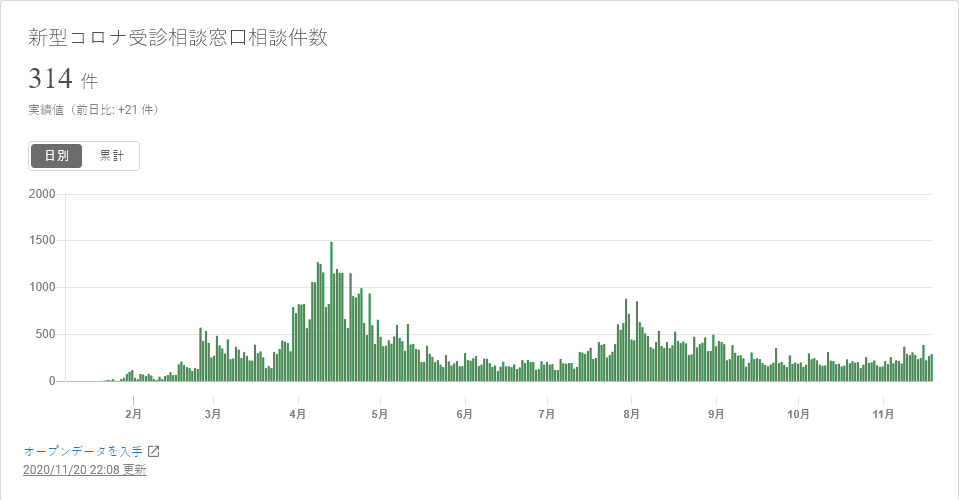 新型コロナ受診相談窓口相談件数
314 件
実績値（前日比: +21 件）
日別 累計
2000
1500
1000
500
0
2月 3月 4月 5月 6月 7月 8月 9月 10月 11月
オープンデータを入手
2020/11/20 22:08 更新